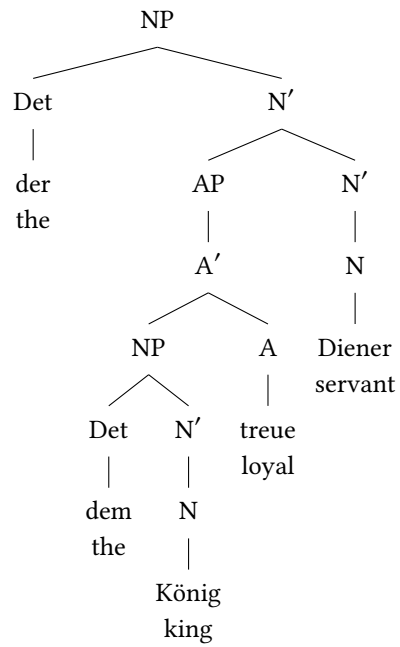 NP
Det N′
der AP N′
the
A′ N
NP A Diener
servant
Det N′ treue
loyal
dem N
the
König
king